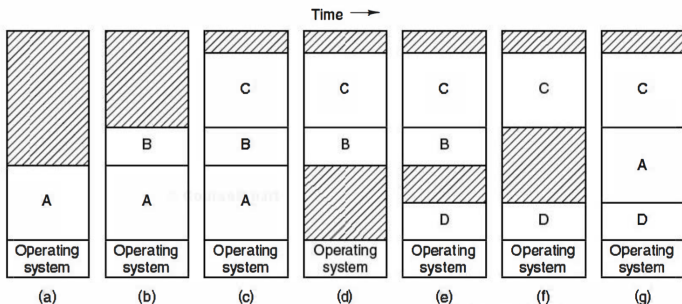 Time
C
C
C
C
C
B
B
B
B
A
A
A
A
D
D
D
Operating
system
Operating
system
Operating
system
Operating
system
Operating
system
Operating
system
Operating
system
(a)
(b)
(c)
(d)
(e)
(f)
(g)